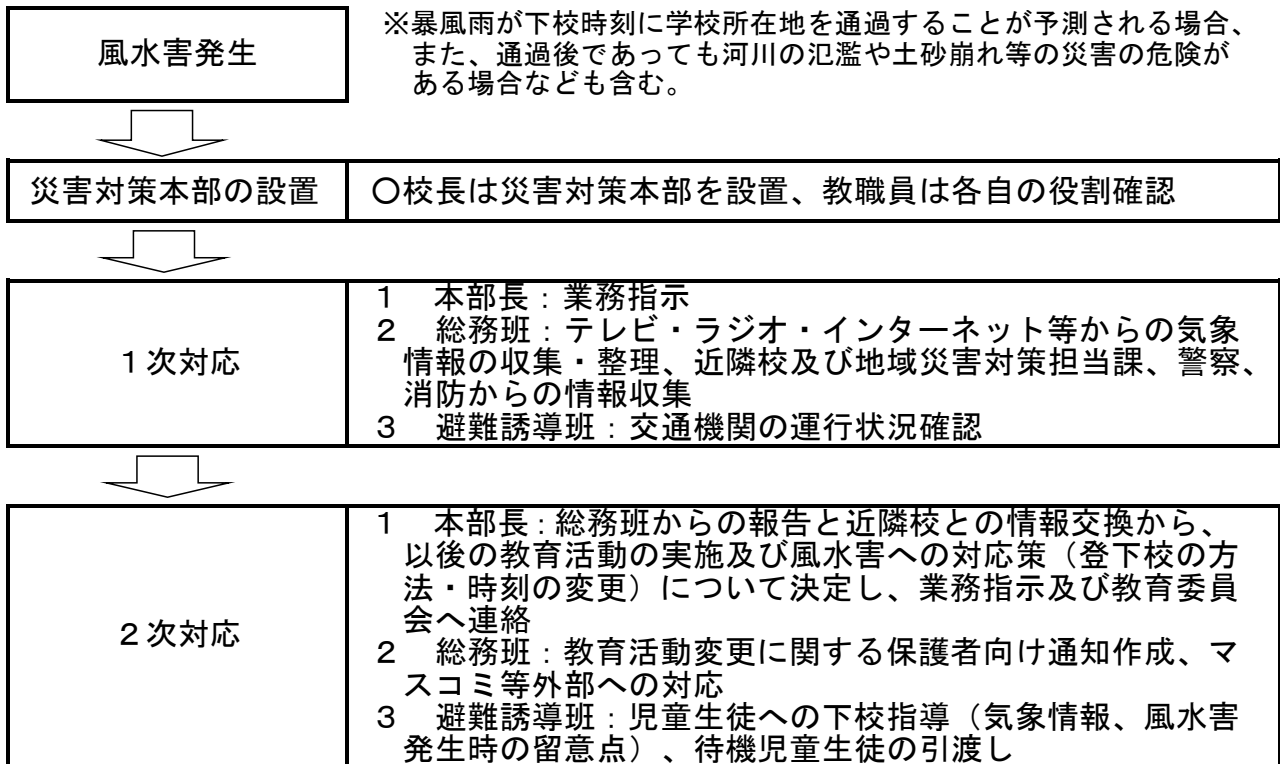 風水害発生
※暴風雨が下校時刻に学校所在地を通過することが予測される場合、
また、通過後であっても河川の氾濫や土砂崩れ等の災害の危険が
ある場合なども含む。
災害対策本部の設置
○校長は災害対策本部を設置、教職員は各自の役割確認
1次対応
1　本部長：業務指示
2　総務班：テレビ・ラジオ・インターネット等からの気象
情報の収集・整理、近隣校及び地域災害対策担当課、警察、
消防からの情報収集
3　避難誘導班：交通機関の運行状況確認
2次対応
1　本部長：総務班からの報告と近隣校との情報交換から、
以後の教育活動の実施及び風水害への対応策（登下校の方
法・時刻の変更）について決定し、業務指示及び教育委員
会へ連絡
2　総務班：教育活動変更に関する保護者向け通知作成、マ
スコミ等外部への対応
3　避難誘導班：児童生徒への下校指導（気象情報、風水害
発生時の留意点）、待機児童生徒の引渡し